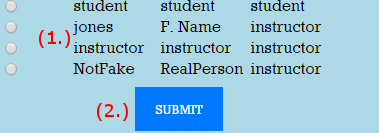 student student student
jones F. Name instructor
(1.)
instructor instructor instructor
NotFake RealPerson instructor
(2.) SUBMIT